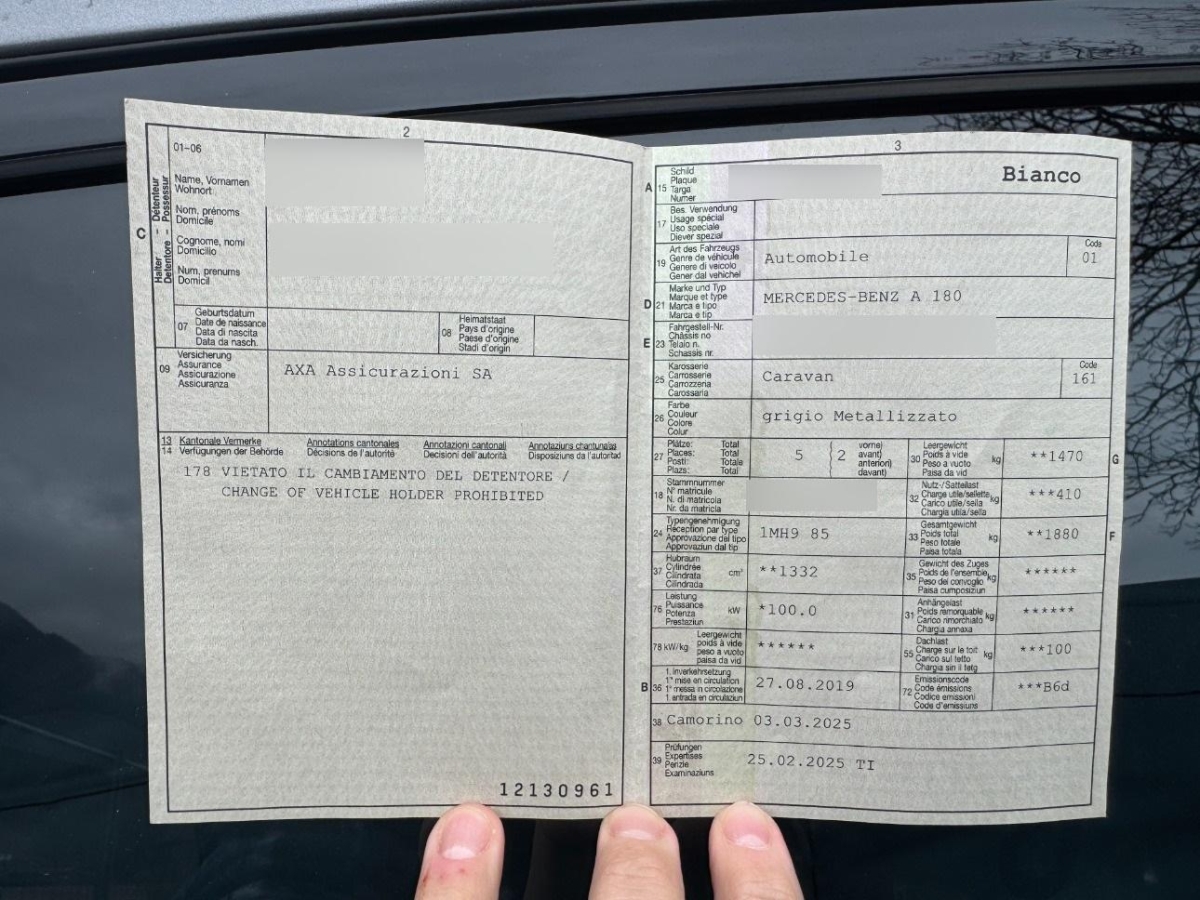 2
01-06
Name, Vornamen
Wohnort
Nom, prénoms
Domicile
Cognome, nomi
Domicilio
Num, prenums
Domicil
C
Halter - Détenteur
Detentore - Possessur
07
Geburtsdatum
Date de naissance
Data di nascita
Data da nasch.
08
Heimatstaat
Pays d'origine
Paese d'origine
Stadi d'origin
09
Versicherung
Assurance
Assicurazione
Assicuranza
AXA Assicurazioni SA
13 Kantonale Vermerke Annotations cantonales Annotazioni cantonali Annotaziuns chantunalas
14 Verfügungen der Behörde Décisions de l'autorité Decisioni dell'autorità Disposiziuns da l'autoritad
178 VIETATO IL CAMBIAMENTO DEL DETENTORE /
CHANGE OF VEHICLE HOLDER PROHIBITED
12130961
3
A 15
Schild
Plaque
Targa
Numer
Bianco
17
Bes. Verwendung
Usage spécial
Uso speciale
Diever spezial
19
Art des Fahrzeugs
Genre de véhicule
Genere di veicolo
Gener dal vehichel
Automobile
Code
01
D 21
Marke und Typ
Marque et type
Marca e tipo
Marca e tip
MERCEDES-BENZ A 180
E 23
Fahrgestell-Nr.
Châssis no
Telaio n.
Schassis nr.
25
Karosserie
Carrosserie
Carrozzeria
Carossaria
Caravan
Code
161
26
Farbe
Couleur
Colore
Colur
grigio Metallizzato
27
Plätze: Total
Places: Total
Posti: Totale
Plazs: Total
5 { 2
vorne)
avant)
anteriori)
davant)
30
Leergewicht
Poids à vide
Peso a vuoto
Paisa da vid
kg
**1470
G
18
Stammnummer
N° matricule
N. di matricola
Nr. da matricla
32
Nutz-/Sattellast
Charge utile/sellette
Carico utile/sella
Chargia utila/sella
kg
***410
24
Typengenehmigung
Réception par type
Approvazione del tipo
Approvaziun dal tip
1MH9 85
33
Gesamtgewicht
Poids total
Peso totale
Paisa totala
kg
**1880
F
37
Hubraum
Cylindrée
Cilindrata
Cilindrada
cm³
**1332
35
Gewicht des Zuges
Poids de l'ensemble
Peso del convoglio
Paisa cumposiziun
kg
******
76
Leistung
Puissance
Potenza
Prestaziun
kW
*100.0
31
Anhängelast
Poids remorquable
Carico rimorchiato
Chargia annexa
kg
******
78 kW/kg
Leergewicht
poids à vide
peso a vuoto
paisa da vid
******
55
Dachlast
Charge sur le toit
Carico sul tetto
Chargia sin il tetg
kg
***100
B 36
1. Inverkehrsetzung
1re mise en circulation
1a messa in circolazione
1. entrada en circulaziun
27.08.2019
72
Emissionscode
Code émissions
Codice emissioni
Code d'emissiuns
***B6d
38 Camorino 03.03.2025
39
Prüfungen
Expertises
Perizie
Examinaziuns
25.02.2025 TI